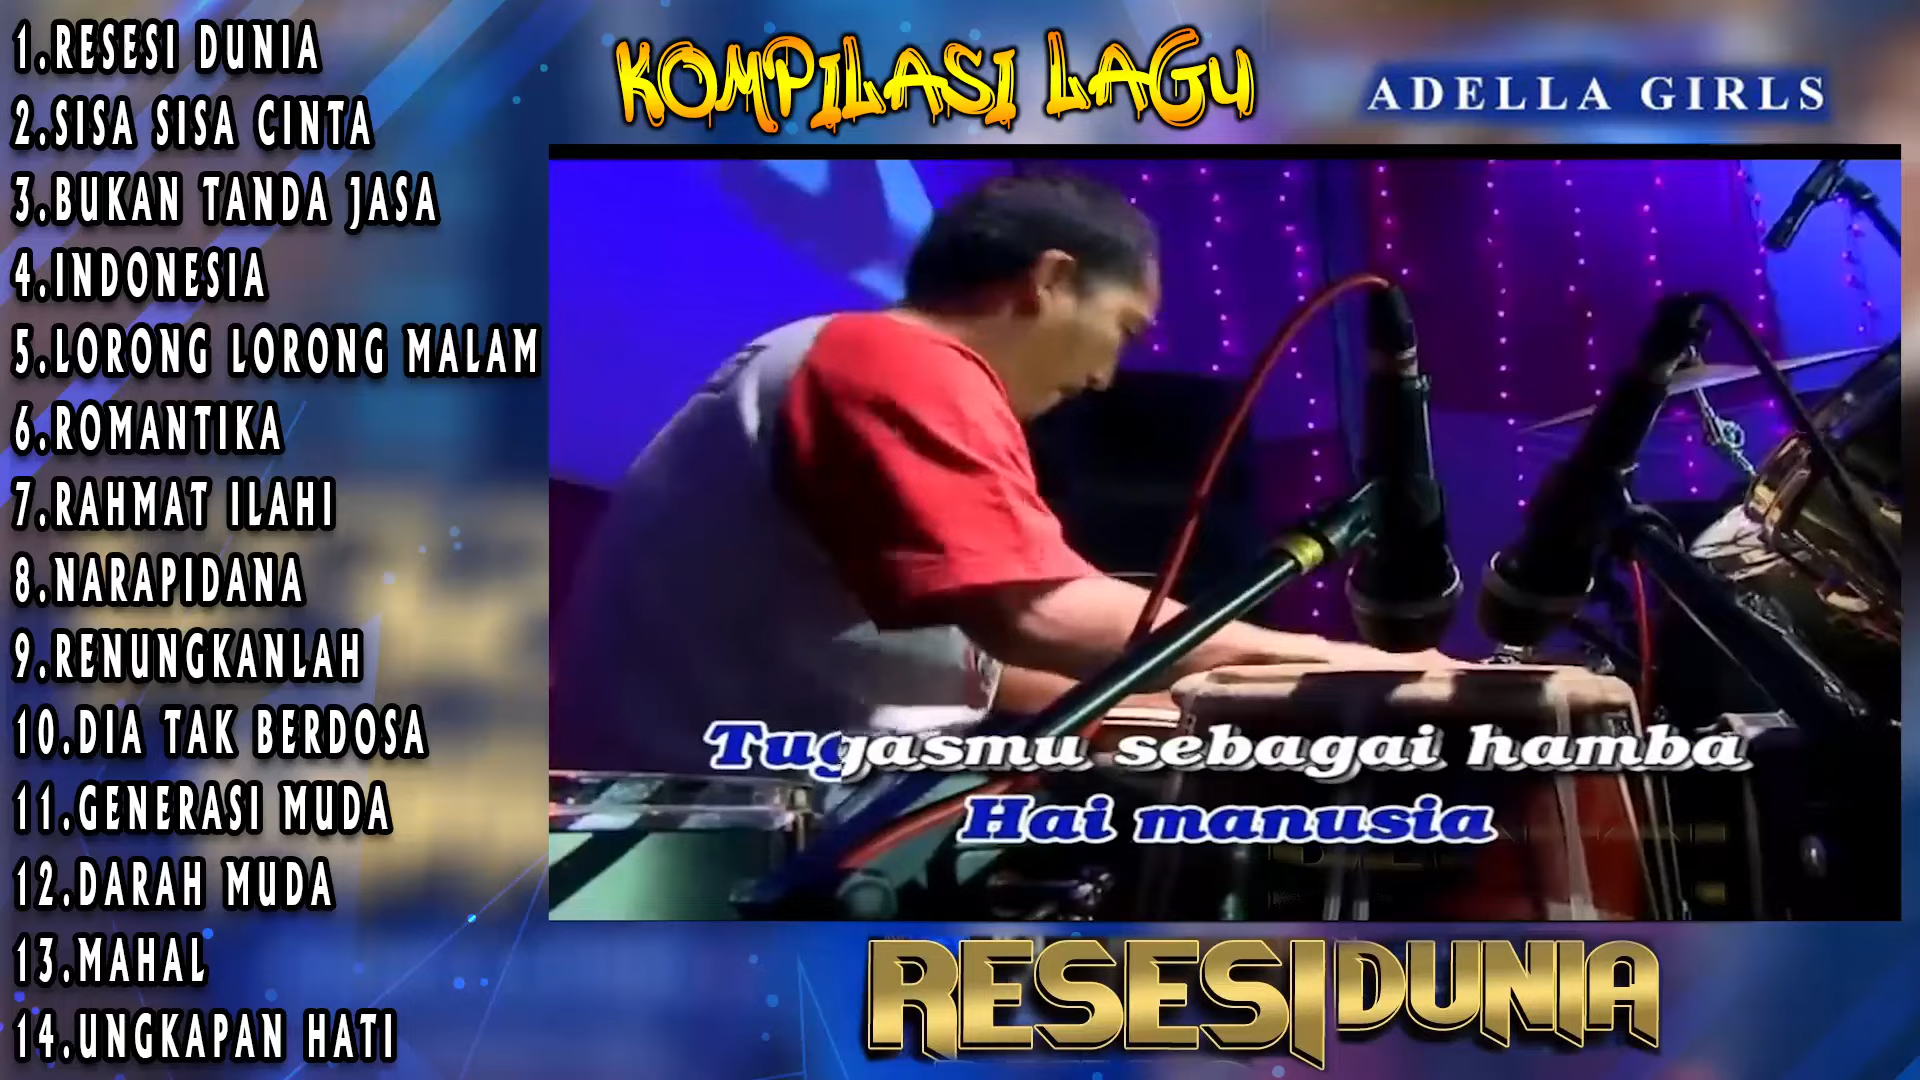 1.RESESI DUNIA
2.SISA SISA CINTA
3.BUKAN TANDA JASA
4.INDONESIA
5.LORONG LORONG MALAM
6.ROMANTIKA
7.RAHMAT ILAHI
8.NARAPIDANA
9.RENUNGKANLAH
10.DIA TAK BERDOSA
11.GENERASI MUDA
12.DARAH MUDA
13.MAHAL
14.UNGKAPAN HATI
KOMPILASI LAGU
ADELLA GIRLS
Tugasmu sebagai hamba
Hai manusia
RESESI DUNIA